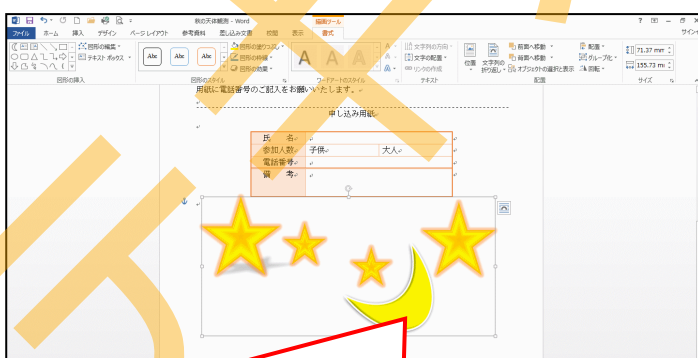 秋の天体観測 - Word
描画ツール
サインイン
ファイル ホーム 挿入 デザイン ページ レイアウト 参考資料 差し込み文書 校閲 表示 書式
図形の編集
テキスト ボックス
図形の挿入
Abc Abc Abc
図形の塗りつぶし
図形の枠線
図形の効果
図形のスタイル
A A A
ワードアートのスタイル
文字列の方向
文字の配置
リンクの作成
テキスト
位置 文字列の折り返し
前面へ移動
背面へ移動
オブジェクトの選択と表示
配置
グループ化
回転
配置
71.37 mm
155.73 mm
サイズ
用紙に電話番号のご記入をお願いいたします。
申し込み用紙
氏 名
参加人数 子供 大人
電話番号
備 考